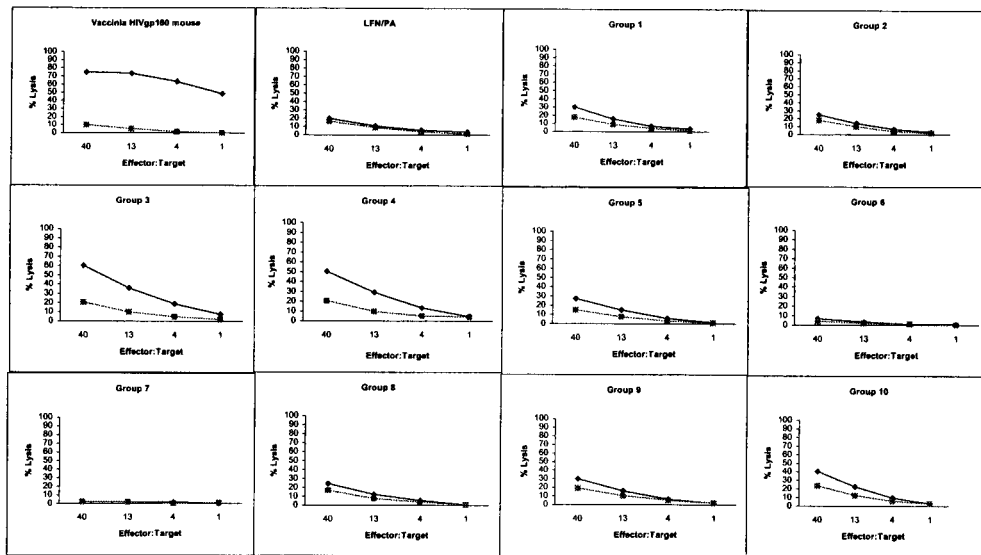 Vaccinia HIVgp160 mouse
% Lysis
100
90
80
70
60
50
40
30
20
10
0
40 13 4 1
Effector:Target
LFN/PA
% Lysis
100
90
80
70
60
50
40
30
20
10
0
40 13 4 1
Effector:Target
Group 1
% Lysis
100
90
80
70
60
50
40
30
20
10
0
40 13 4 1
Effector:Target
Group 2
% Lysis
100
90
80
70
60
50
40
30
20
10
0
40 13 4 1
Effector:Target
Group 3
% Lysis
100
90
80
70
60
50
40
30
20
10
0
40 13 4 1
Effector:Target
Group 4
% Lysis
100
90
80
70
60
50
40
30
20
10
0
40 13 4 1
Effector:Target
Group 5
% Lysis
100
90
80
70
60
50
40
30
20
10
0
40 13 4 1
Effector:Target
Group 6
% Lysis
100
90
80
70
60
50
40
30
20
10
0
40 13 4 1
Effector:Target
Group 7
% Lysis
100
90
80
70
60
50
40
30
20
10
0
40 13 4 1
Effector:Target
Group 8
% Lysis
100
90
80
70
60
50
40
30
20
10
0
40 13 4 1
Effector:Target
Group 9
% Lysis
100
90
80
70
60
50
40
30
20
10
0
40 13 4 1
Effector:Target
Group 10
% Lysis
100
90
80
70
60
50
40
30
20
10
0
40 13 4 1
Effector:Target